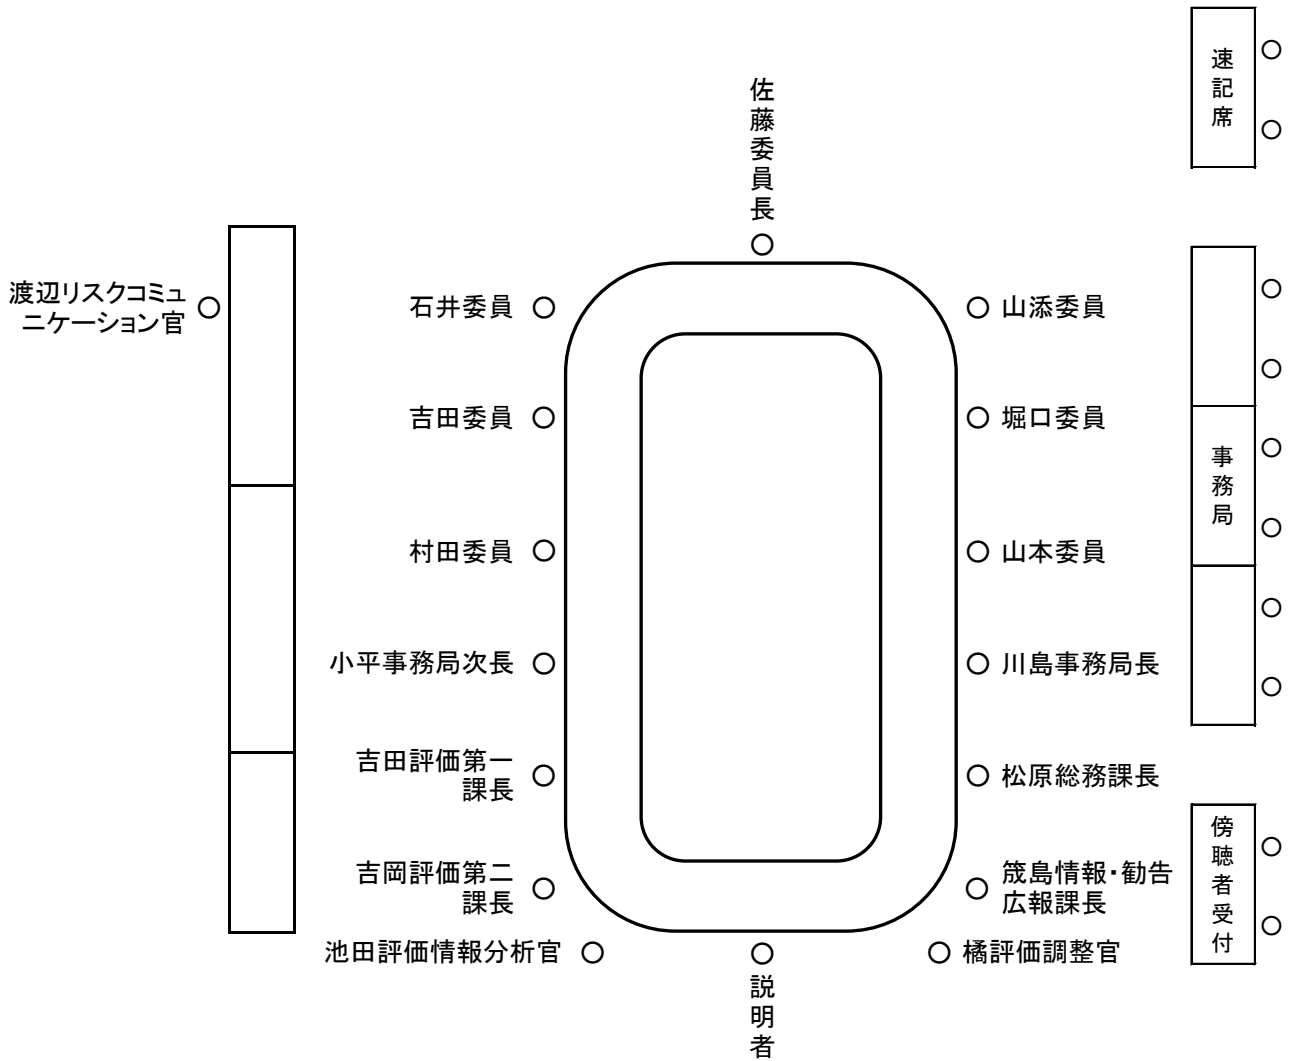 速記席
佐藤委員長
渡辺リスクコミュ
ニケーション官
石井委員
山添委員
吉田委員
堀口委員
事務局
村田委員
山本委員
小平事務局次長
川島事務局長
吉田評価第一
課長
松原総務課長
傍聴者受付
吉岡評価第二
課長
筬島情報・勧告
広報課長
池田評価情報分析官
橘評価調整官
説明者